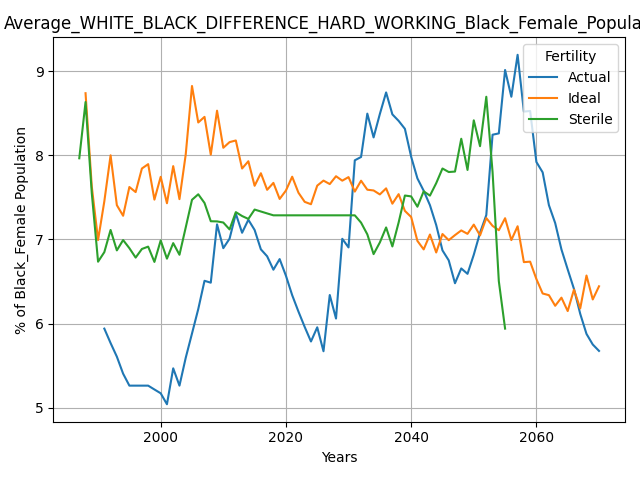 Average_WHITE_BLACK_DIFFERENCE_HARD_WORKING_Black_Female_Popula
Fertility
Actual
Ideal
Sterile
% of Black_Female Population
9
8
7
6
5
2000 2020 2040 2060
Years